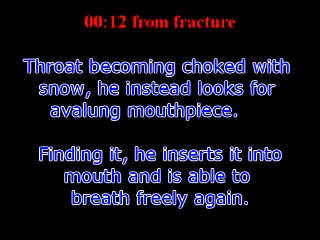 00:12 from fracture
Throat becoming choked with
snow, he instead looks for
avalung mouthpiece.
Finding it, he inserts it into
mouth and is able to
breath freely again.